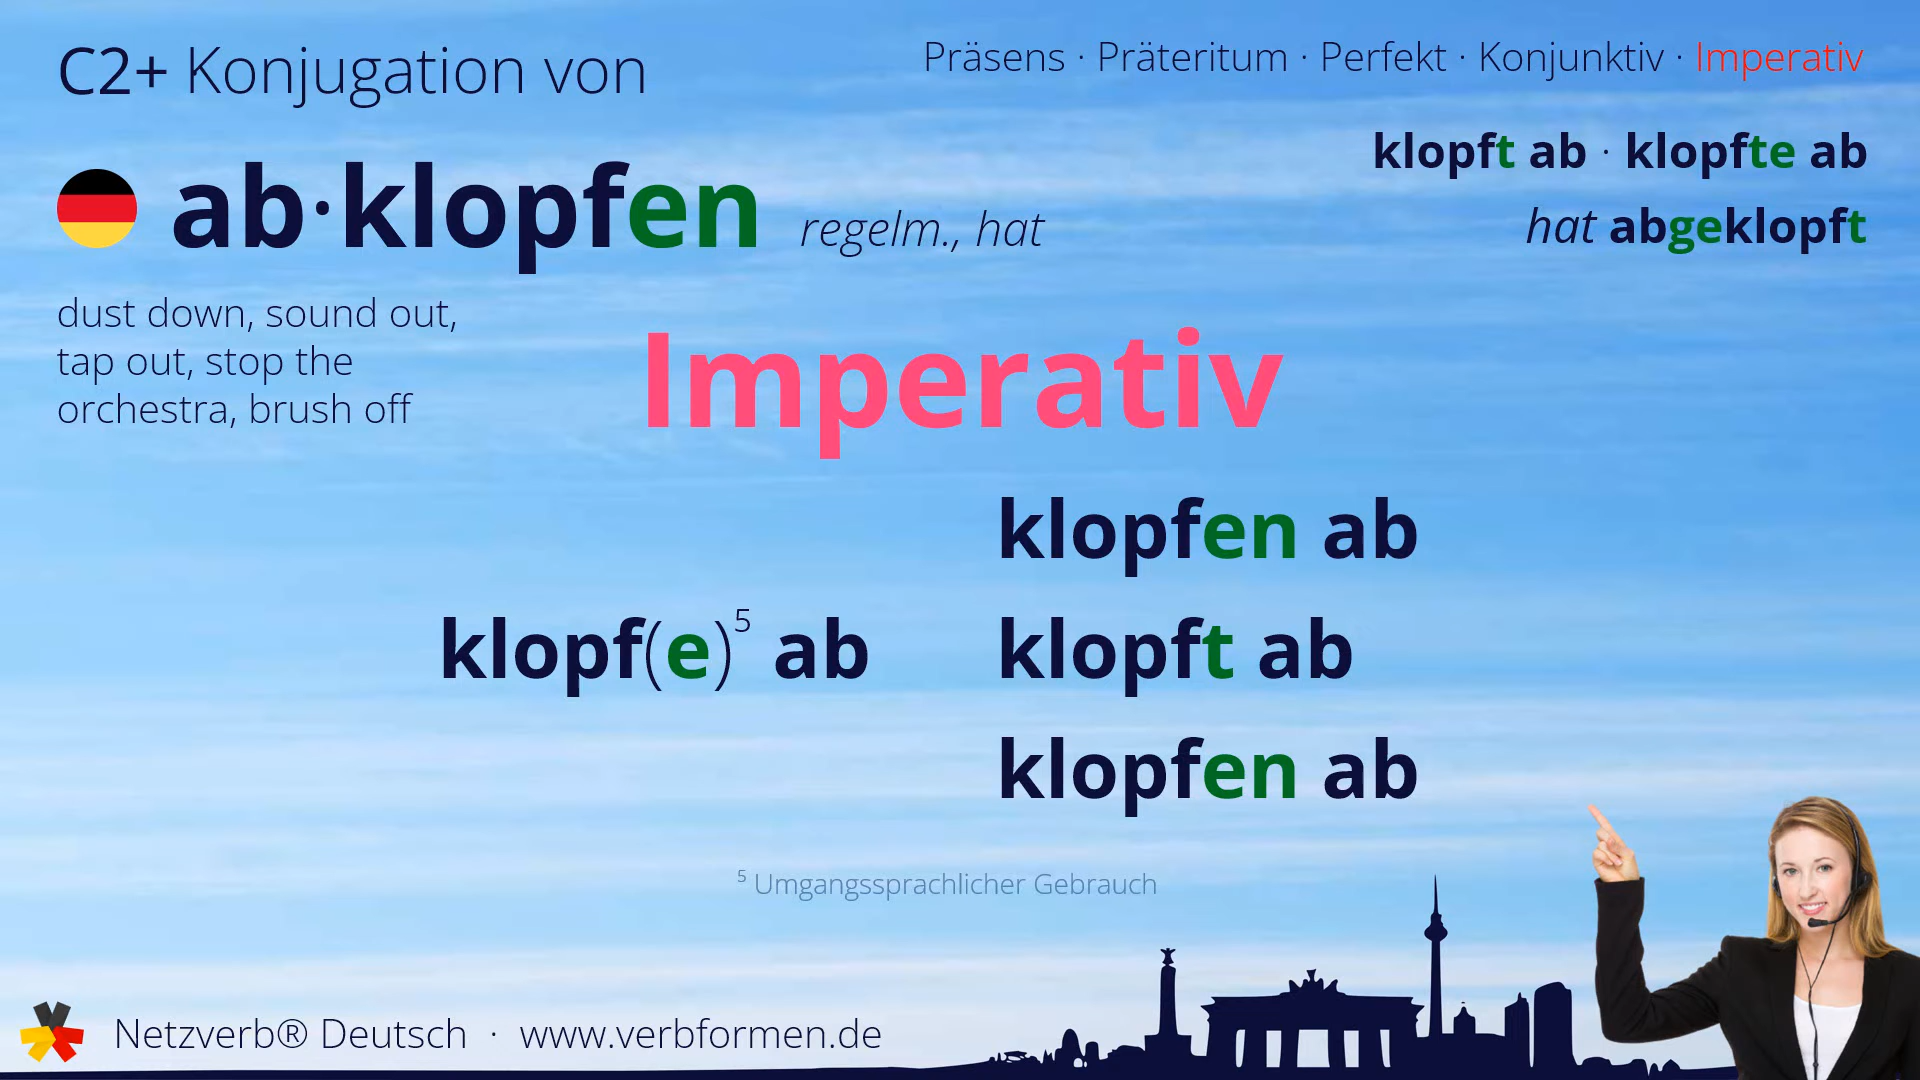 C2+ Konjugation von
Präsens · Präteritum · Perfekt · Konjunktiv · Imperativ
ab·klopfen regelm., hat
klopft ab · klopfte ab
hat abgeklopft
dust down, sound out,
tap out, stop the
orchestra, brush off
Imperativ
klopfen ab
klopf(e)⁵ ab klopft ab
klopfen ab
⁵ Umgangssprachlicher Gebrauch
Netzverb® Deutsch · www.verbformen.de